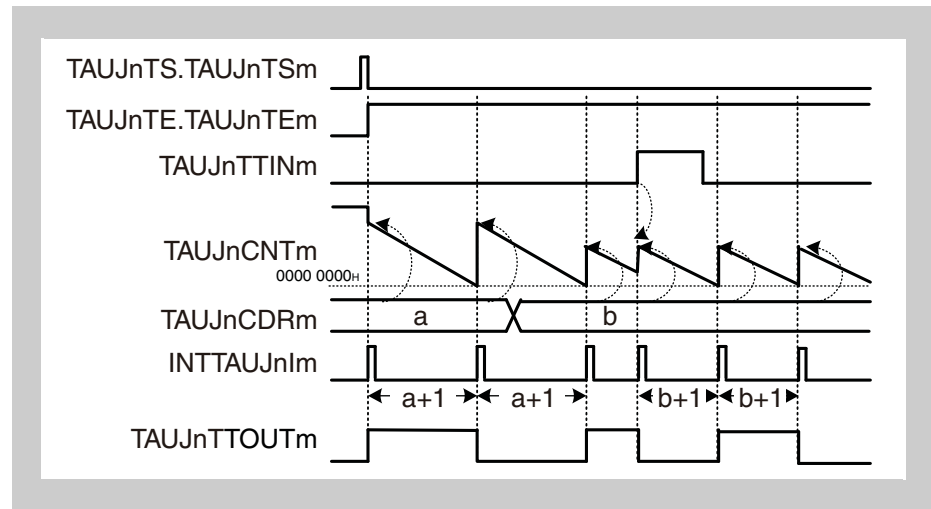 TAUJnTS.TAUJnTSm
TAUJnTE.TAUJnTEm
TAUJnTTINm
TAUJnCNTm
0000 0000H
TAUJnCDRm
a
b
INTTAUJnIm
a+1
a+1
b+1
b+1
TAUJnTTOUTm